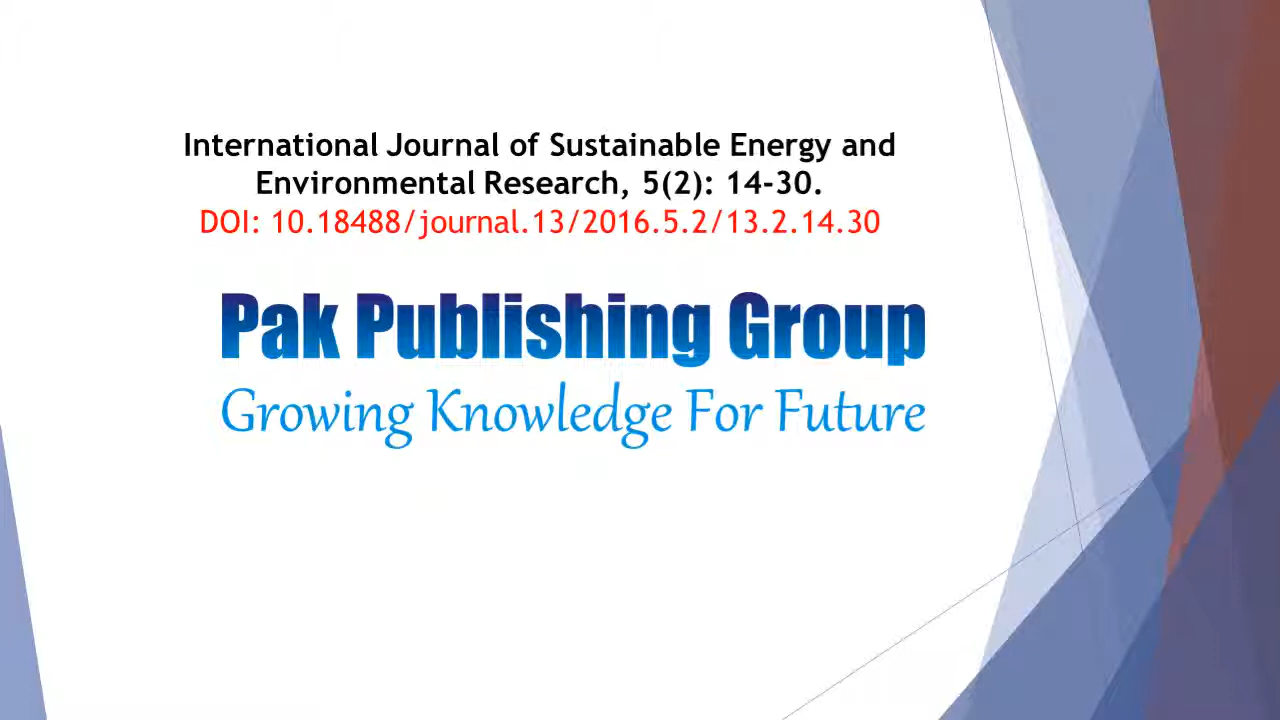 International Journal of Sustainable Energy and
Environmental Research, 5(2): 14-30.
DOI: 10.18488/journal.13/2016.5.2/13.2.14.30
Pak Publishing Group
Growing Knowledge For Future